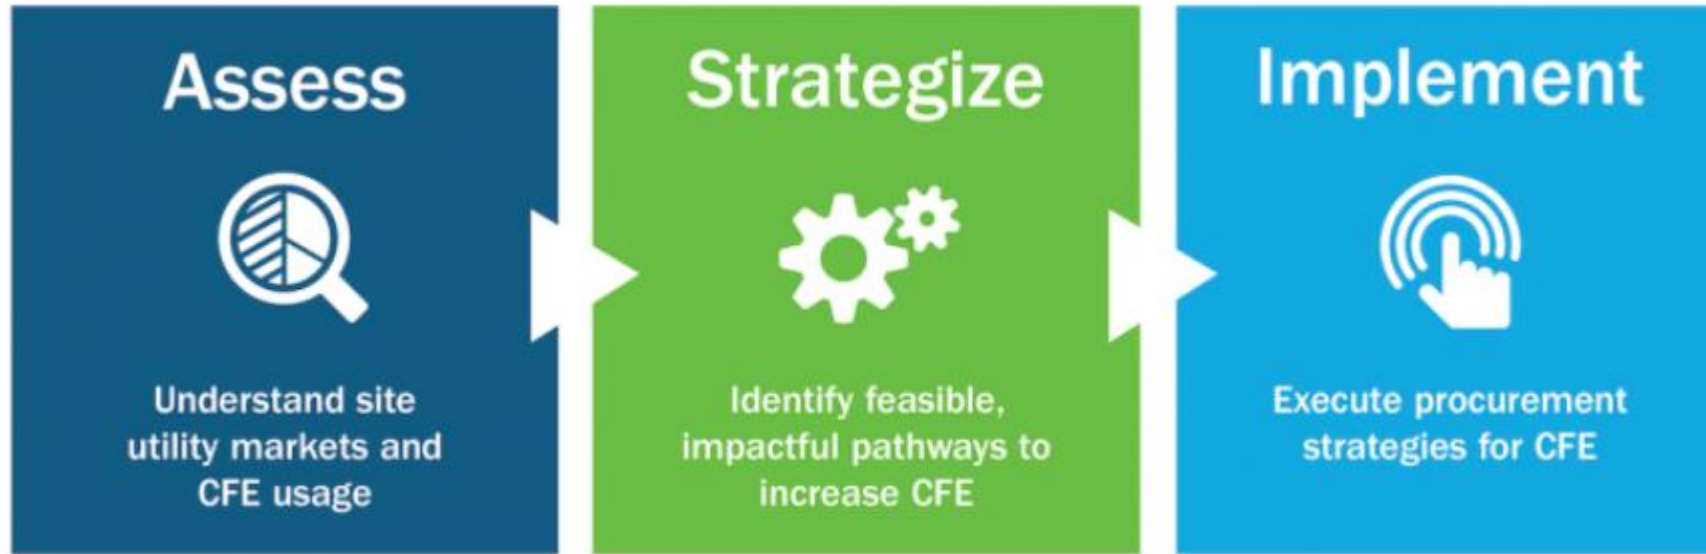 Assess
Understand site
utility markets and
CFE usage
Strategize
Identify feasible,
impactful pathways to
increase CFE
Implement
Execute procurement
strategies for CFE